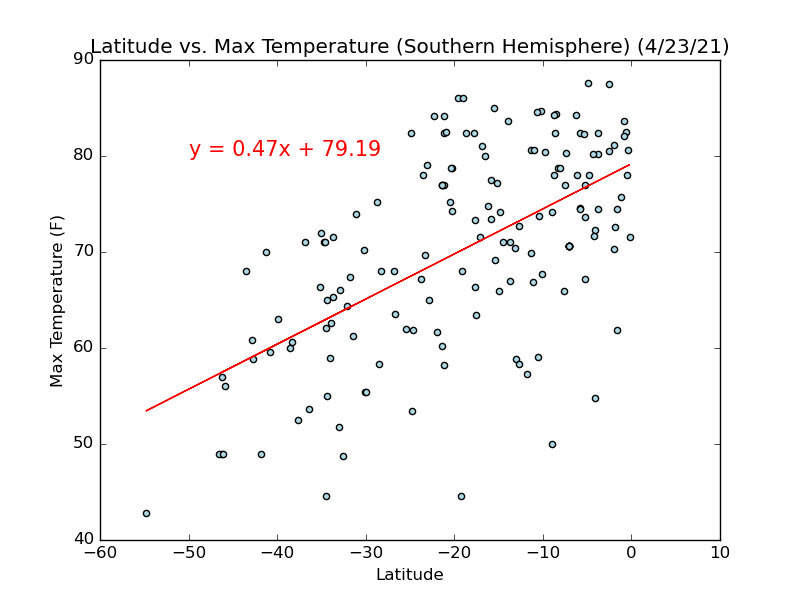 Latitude vs. Max Temperature (Southern Hemisphere) (4/23/21)
90
80
70
60
50
40
y = 0.47x + 79.19
Max Temperature (F)
−60 −50 −40 −30 −20 −10 0 10
Latitude